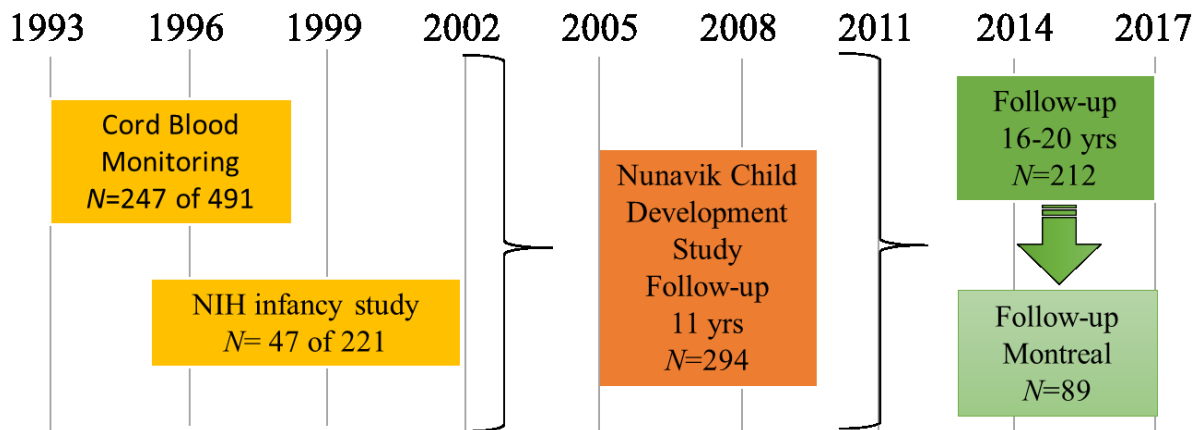 1993 1996 1999 2002 2005 2008 2011 2014 2017
Cord Blood
Monitoring
N=247 of 491
NIH infancy study
N= 47 of 221
Nunavik Child
Development
Study
Follow-up
11 yrs
N=294
Follow-up
16-20 yrs
N=212
Follow-up
Montreal
N=89